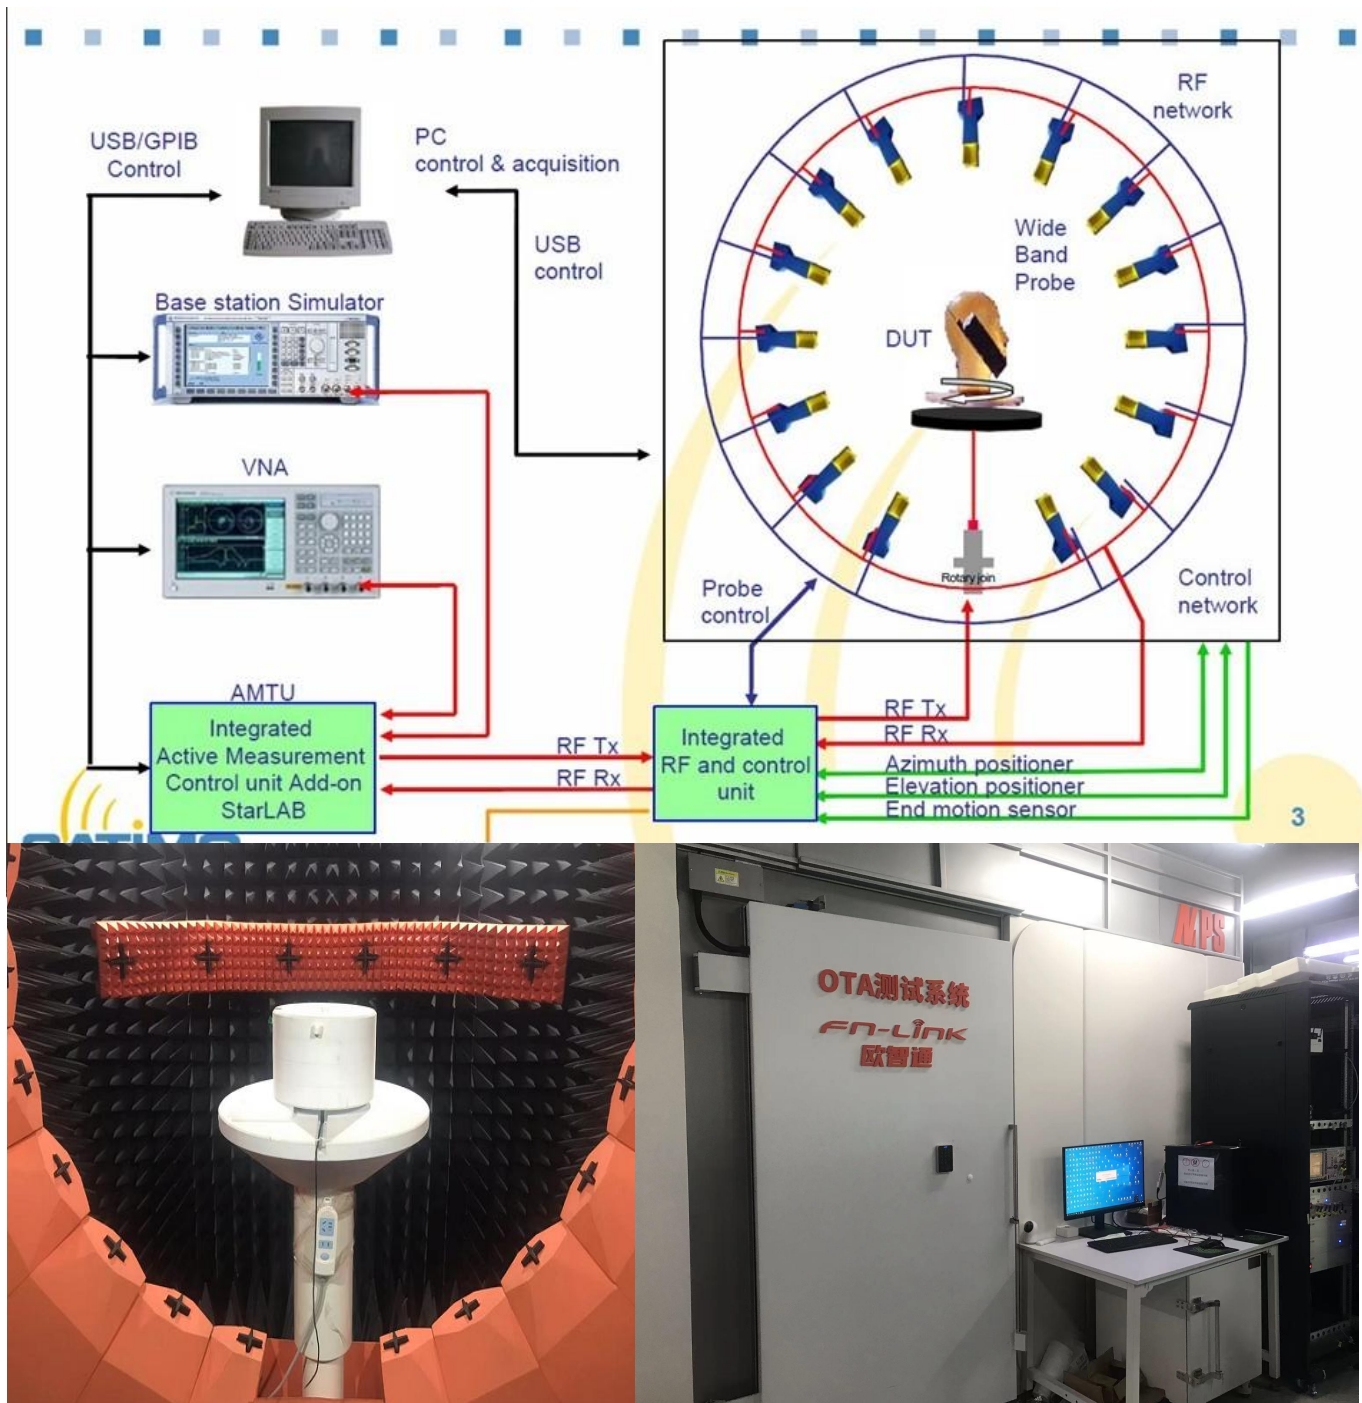 USB/GPIB
Control
PC
control & acquisition
USB
control
Base station Simulator
VNA
AMTU
Integrated
Active Measurement
Control unit Add-on
StarLAB
RF Tx
RF Rx
RF
network
Wide
Band
Probe
DUT
Rotary join
Probe
control
Control
network
Integrated
RF and control
unit
RF Tx
RF Rx
Azimuth positioner
Elevation positioner
End motion sensor
3
SATIMO
OTA测试系统
FN-LINK
欧智通
MPS